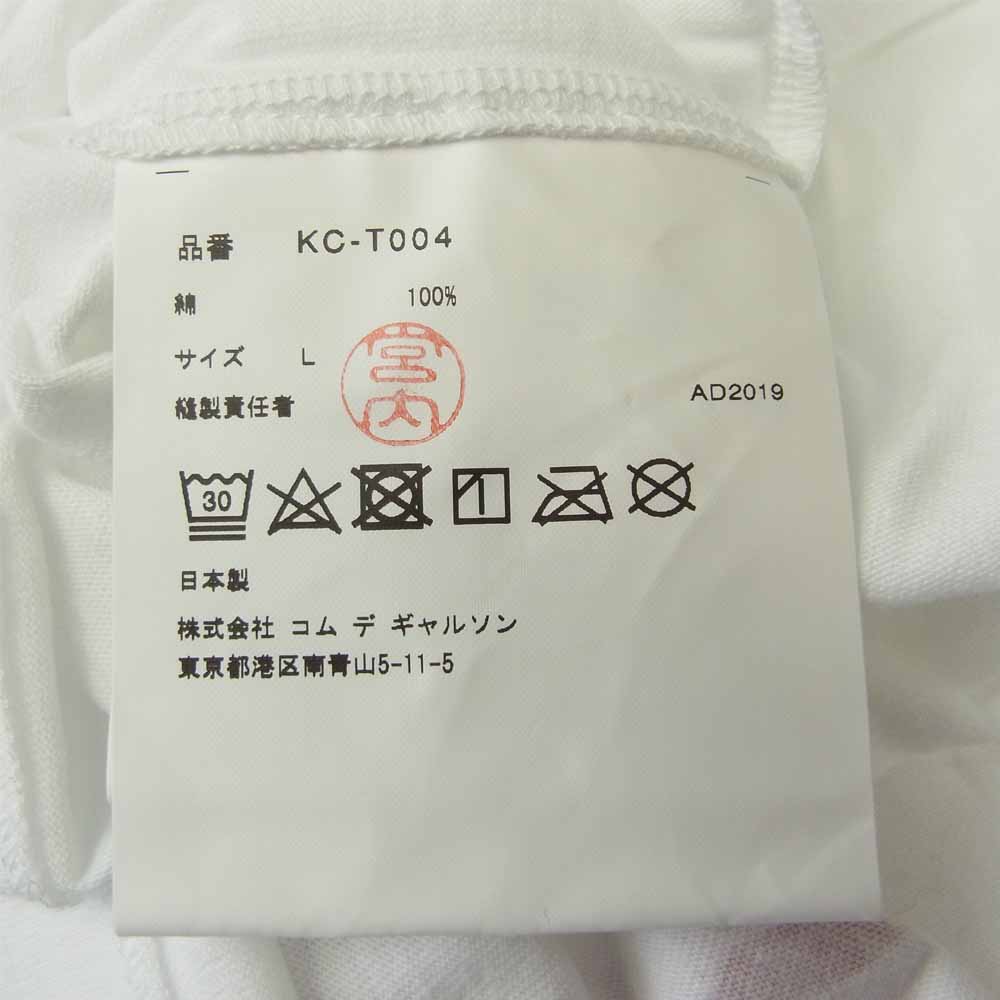 品番 KC-T004
綿 100%
サイズ L
縫製責任者 宮内
AD2019
30
日本製
株式会社 コム デ ギャルソン
東京都港区南青山5-11-5